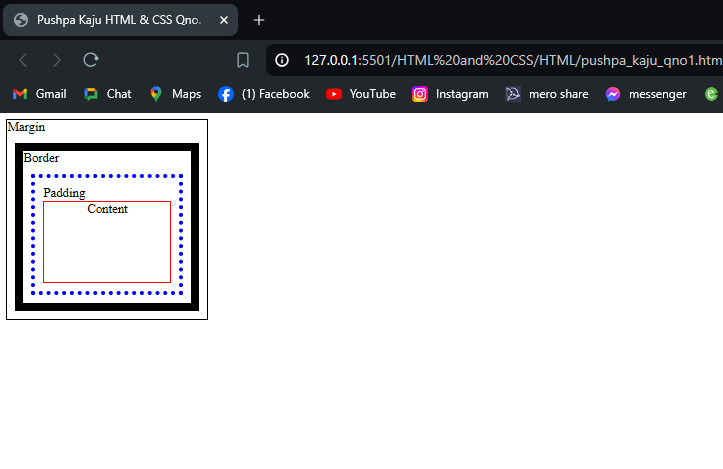 Pushpa Kaju HTML & CSS Qno.
127.0.0.1:5501/HTML%20and%20CSS/HTML/pushpa_kaju_qno1.htm
Gmail Chat Maps (1) Facebook YouTube Instagram mero share messenger
Margin
Border
Padding
Content